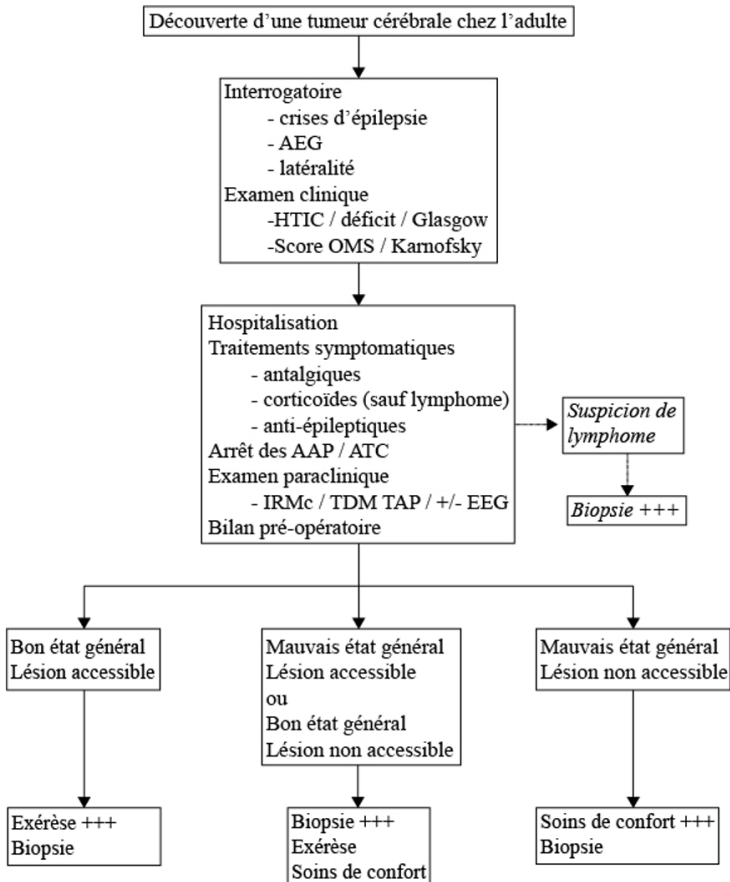 Découverte d'une tumeur cérébrale chez l'adulte
Interrogatoire
- crises d'épilepsie
- AEG
- latéralité
Examen clinique
-HTIC / déficit / Glasgow
-Score OMS / Karnofsky
Hospitalisation
Traitements symptomatiques
- antalgiques
- corticoïdes (sauf lymphome)
- anti-épileptiques
Arrêt des AAP / ATC
Examen paraclinique
- IRMc / TDM TAP / +/- EEG
Bilan pré-opératoire
Suspicion de
lymphome
Biopsie +++
Bon état général
Lésion accessible
Mauvais état général
Lésion accessible
ou
Bon état général
Lésion non accessible
Mauvais état général
Lésion non accessible
Exérèse +++
Biopsie
Biopsie +++
Exérèse
Soins de confort
Soins de confort +++
Biopsie